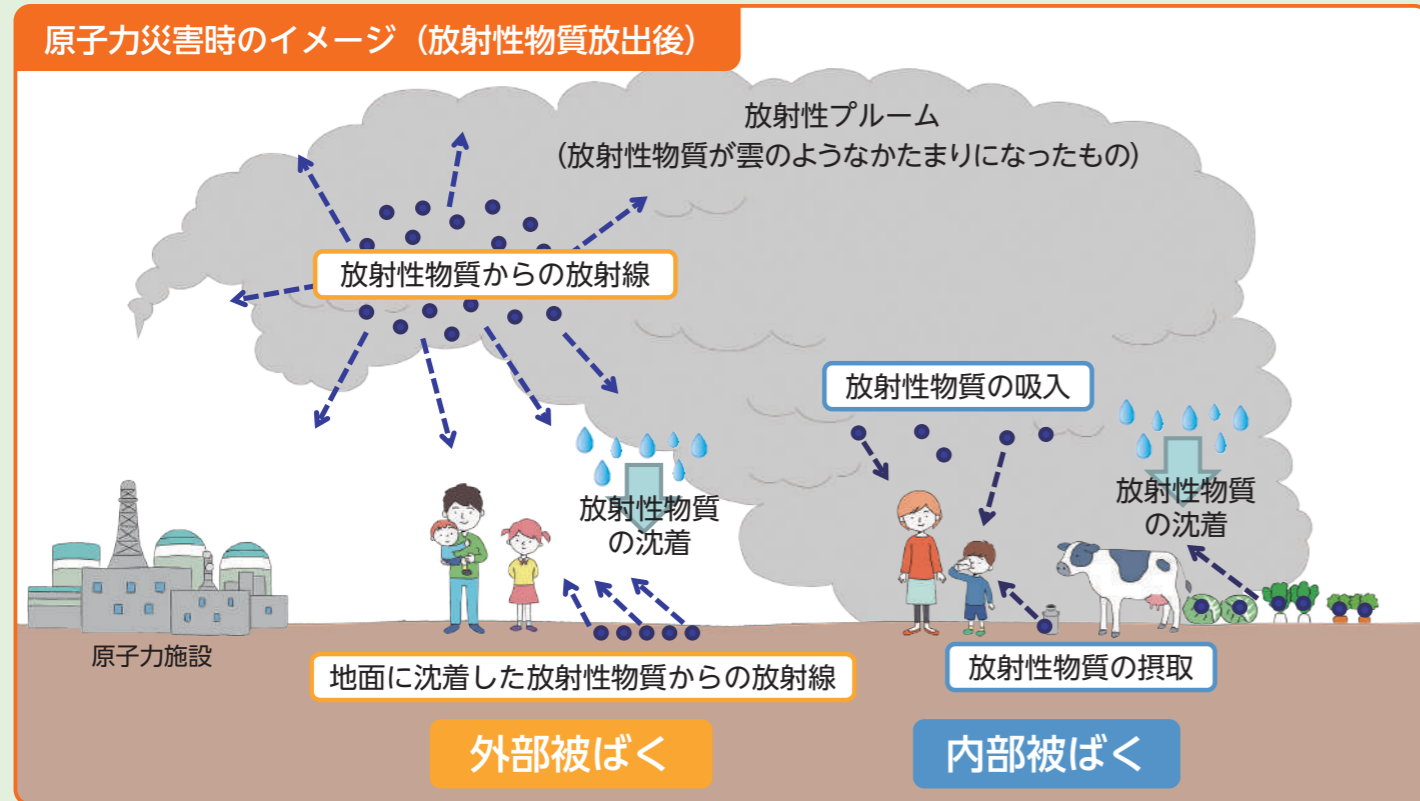 原子力災害時のイメージ（放射性物質放出後）
放射性プルーム
（放射性物質が雲のようなかたまりになったもの）
放射性物質からの放射線
放射性物質の吸入
放射性物質
の沈着
放射性物質
の沈着
原子力施設
地面に沈着した放射性物質からの放射線
放射性物質の摂取
外部被ばく
内部被ばく